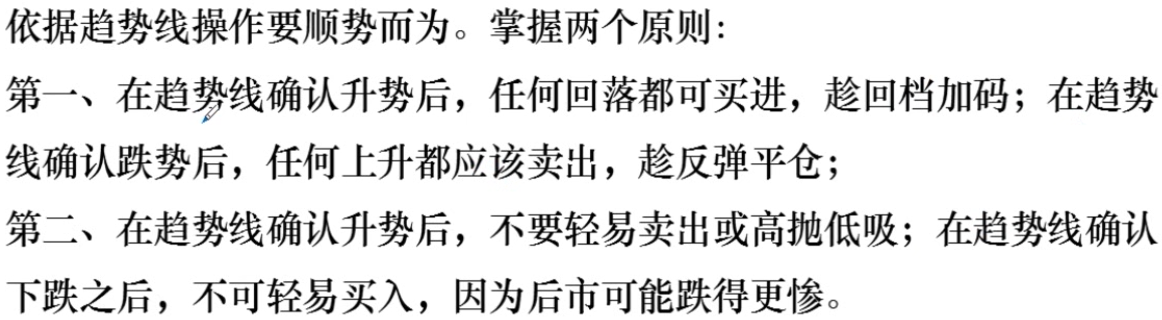 依据趋势线操作要顺势而为。掌握两个原则：
第一、在趋势线确认升势后，任何回落都可买进，趁回档加码；在趋势
线确认跌势后，任何上升都应该卖出，趁反弹平仓；
第二、在趋势线确认升势后，不要轻易卖出或高抛低吸；在趋势线确认
下跌之后，不可轻易买入，因为后市可能跌得更惨。